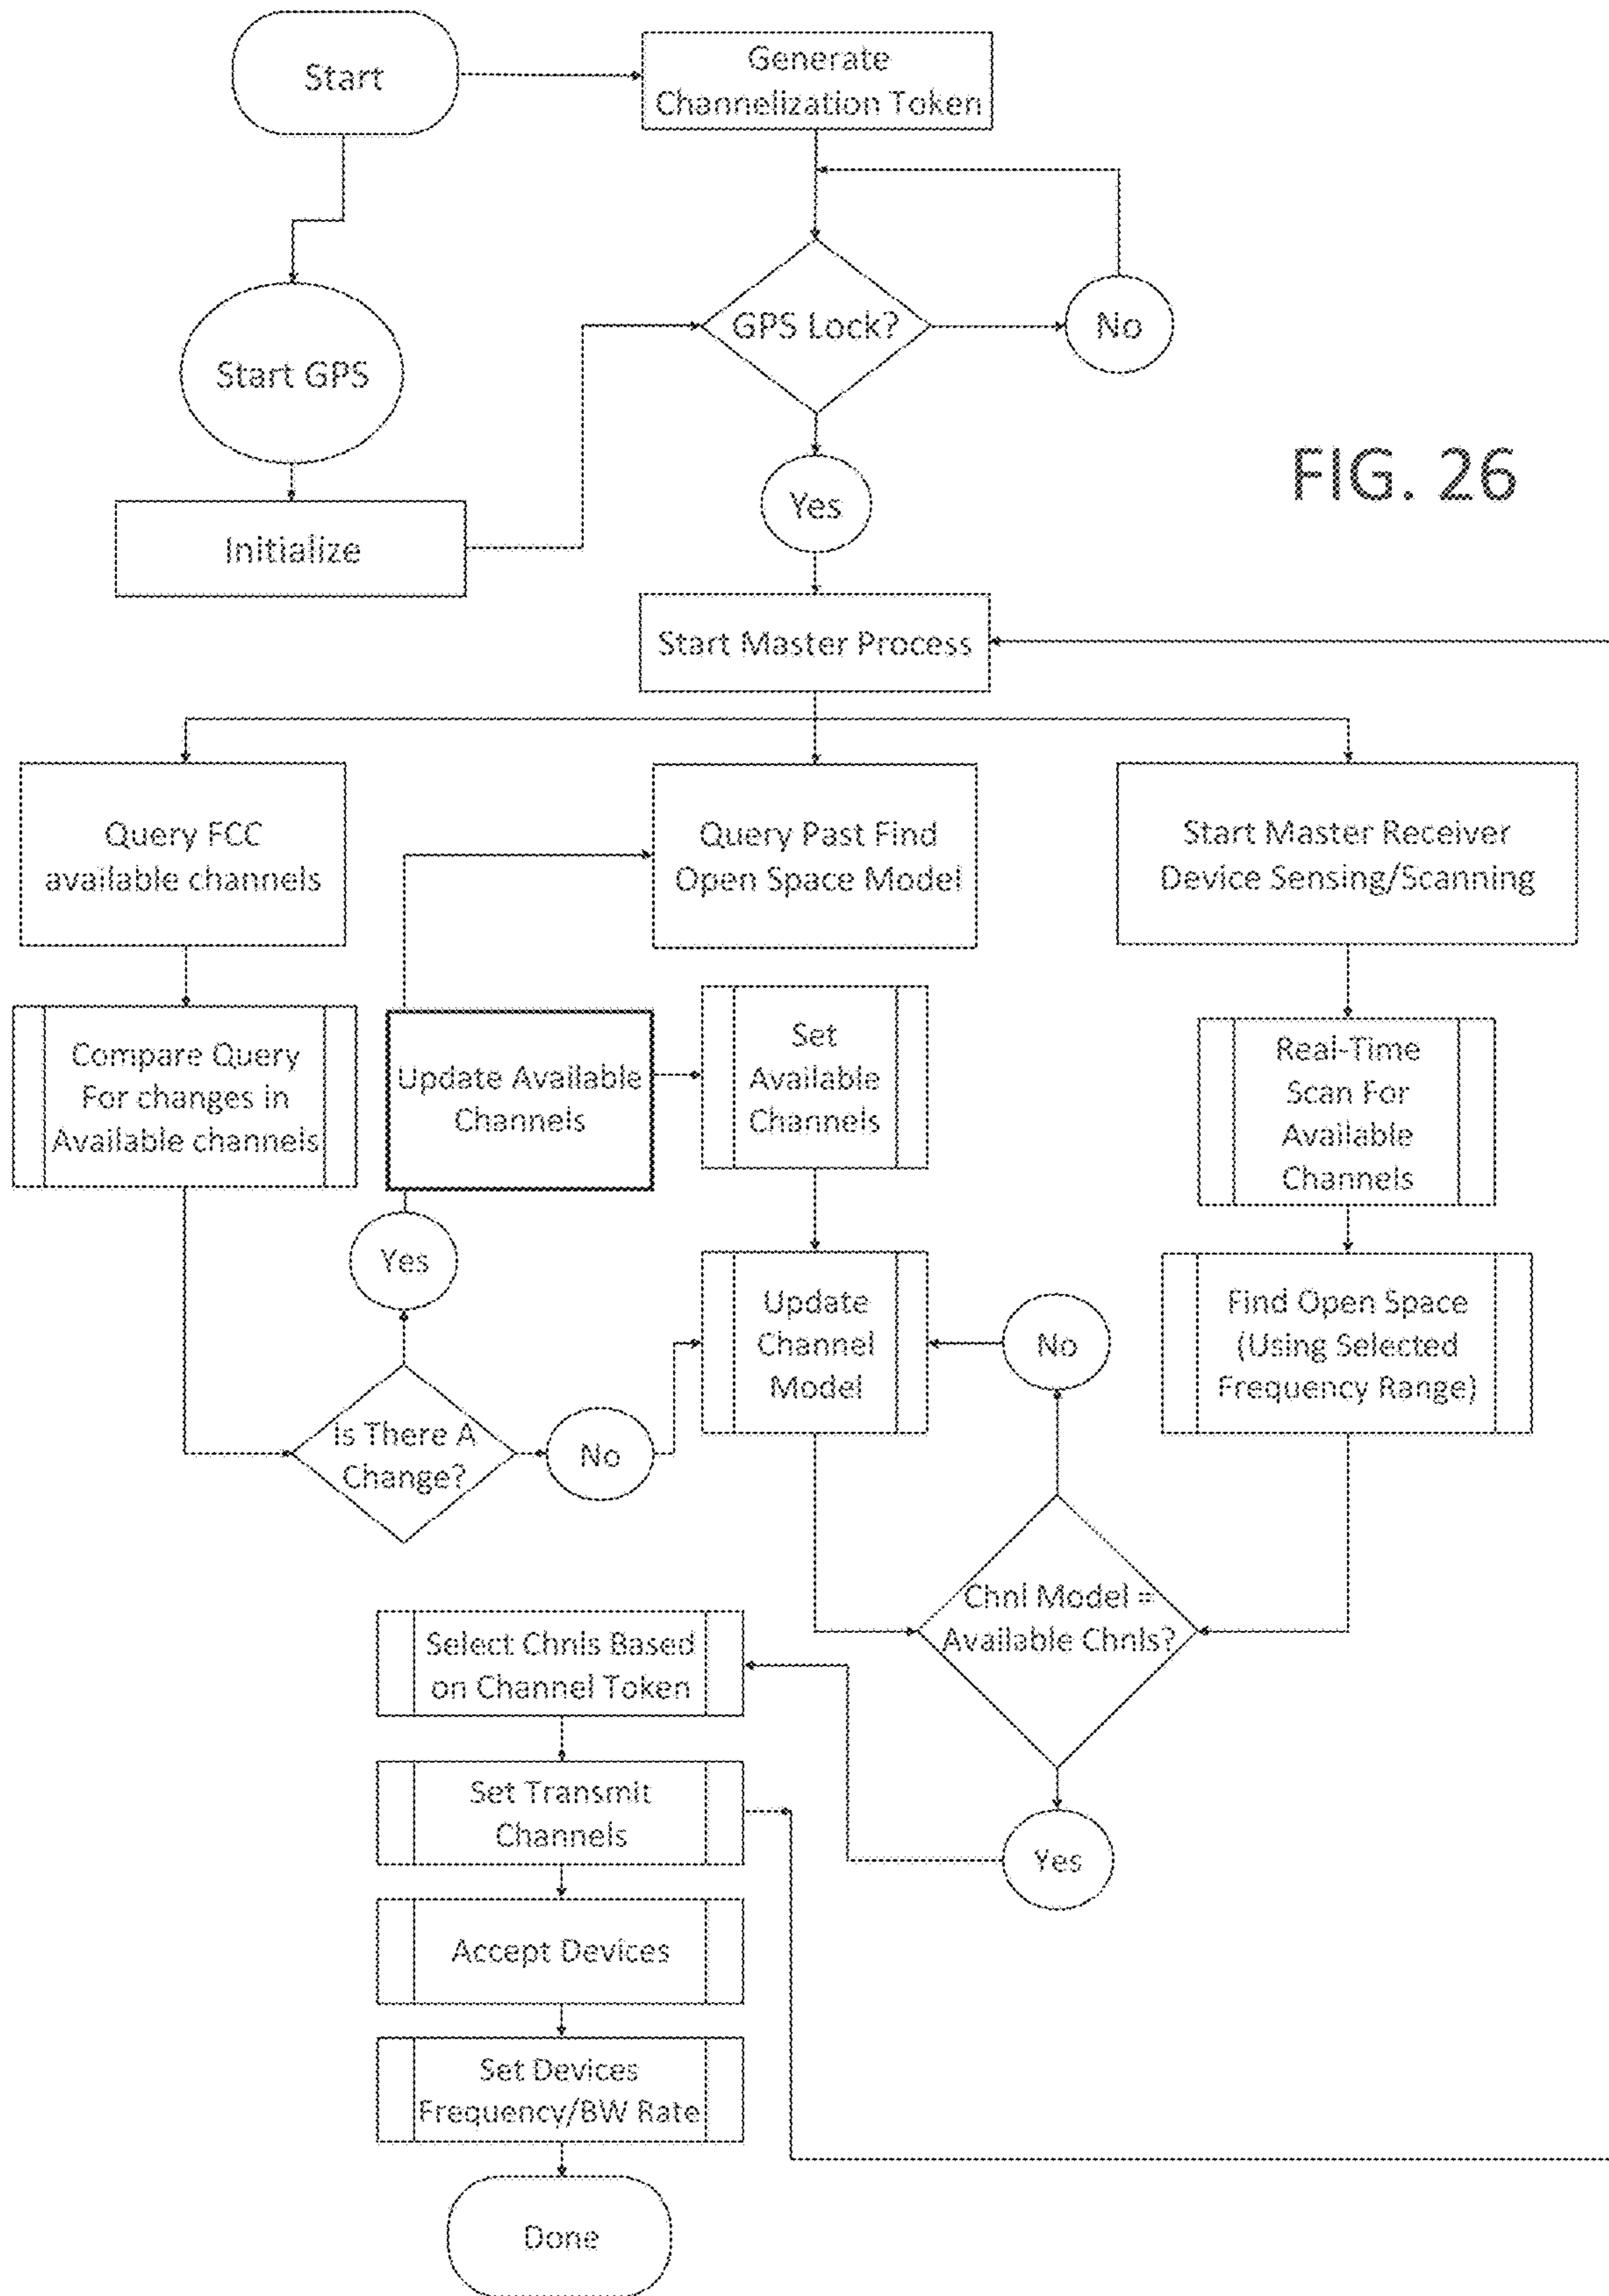 Start
Generate
Channelization Token
GPS Lock?
No
Start GPS
FIG. 26
Yes
Initialize
Start Master Process
Query FCC
available channels
Query Past Find
Open Space Model
Start Master Receiver
Device Sensing/Scanning
Compare Query
For changes in
Available channels
Update Available
Channels
Set
Available
Channels
Real-Time
Scan For
Available
Channels
Yes
Update
Channel
Model
No
Find Open Space
(Using Selected
Frequency Range)
Is There A
Change?
No
Chnl Model =
Available Chnls?
Select Chnls Based
on Channel Token
Set Transmit
Channels
Yes
Accept Devices
Set Devices
Frequency/BW Rate
Done